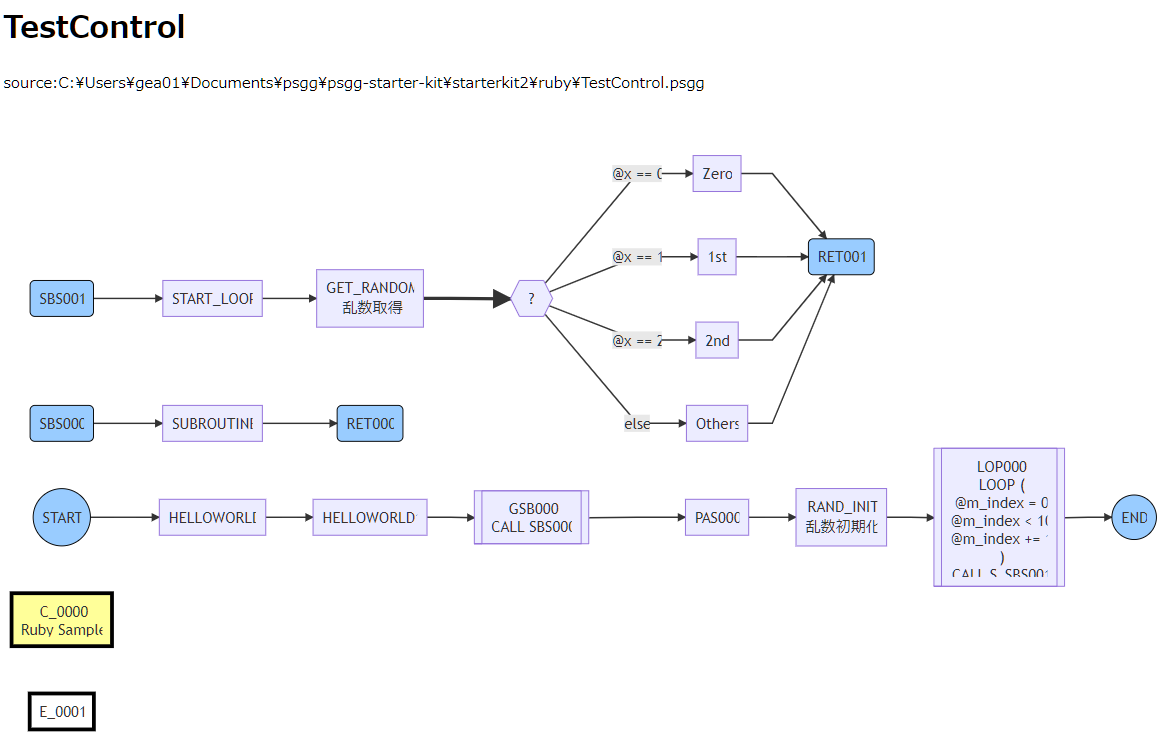 TestControl
source:C:¥Users¥gea01¥Documents¥psgg¥psgg-starter-kit¥starterkit2¥ruby¥TestControl.psgg
@x == 0
Zero
@x == 1
1st
RET001
SBS001
START_LOOP
GET_RANDOM
乱数取得
?
@x == 2
2nd
else
Others
SBS000
SUBROUTINE
RET000
START
HELLOWORLD
HELLOWORLD
GSB000
CALL SBS000
PAS000
RAND_INIT
乱数初期化
LOP000
LOOP (
@m_index = 0
@m_index < 10
@m_index +=
)
CALL S_SBS001
END
C_0000
Ruby Sample
E_0001